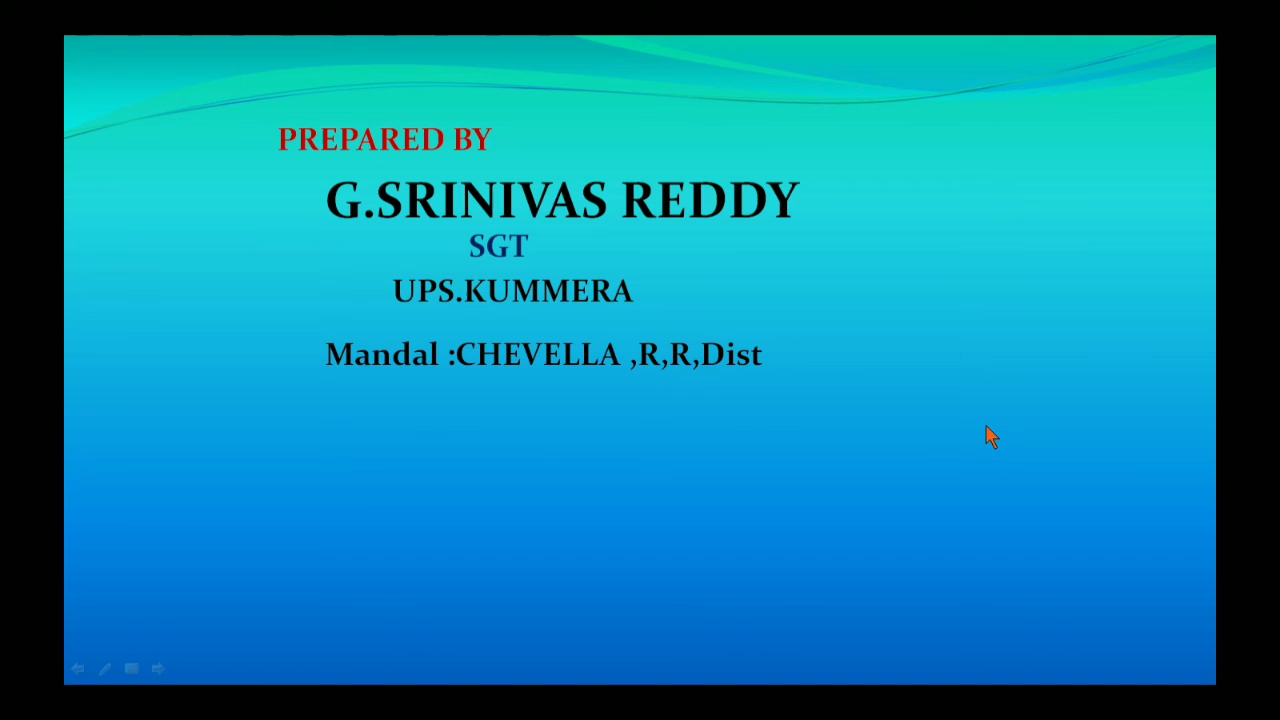 PREPARED BY
G.SRINIVAS REDDY
SGT
UPS.KUMMERA
Mandal :CHEVELLA ,R,R,Dist